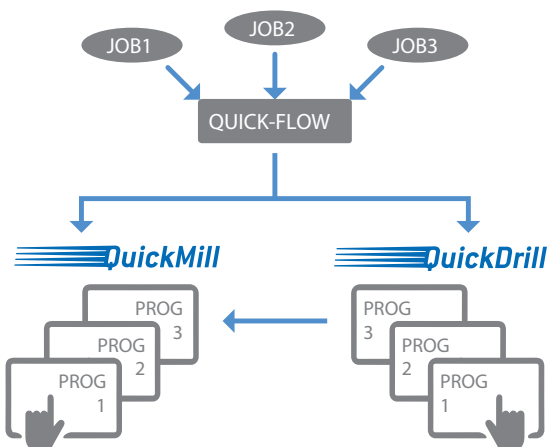 JOB1
JOB2
JOB3
QUICK-FLOW
QuickMill
QuickDrill
PROG
3
PROG
2
PROG
1
PROG
3
PROG
2
PROG
1